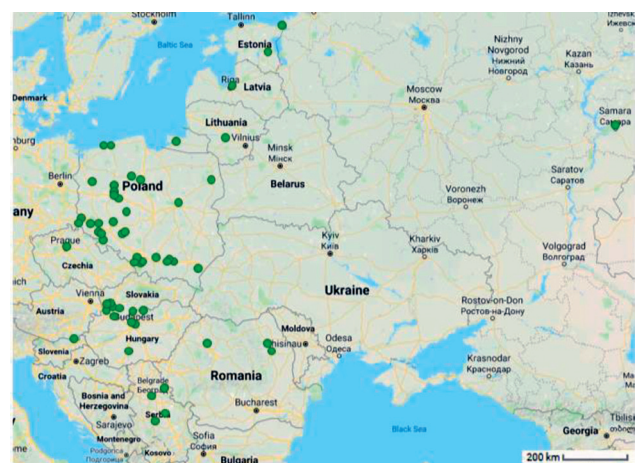 Stockholm
Tallinn
Baltic Sea
Estonia
Nizhny
Novgorod
Нижний
Новгород
Kazan
Казань
Riga
Latvia
Moscow
Москва
Denmark
Samara
Самара
Lithuania
Vilnius
Minsk
Мінск
Berlin
Poland
Belarus
Saratov
Саратов
Voronezh
Воронеж
Prague
Czechia
Kyiv
Київ
Kharkiv
Харків
Volgograd
Волгоград
Vienna
Slovakia
Ukraine
Austria
Budapest
Rostov-on-Don
Ростов-на-Дону
Hungary
Moldova
Chisinau
Odesa
Одеса
Slovenia
Zagreb
Krasnodar
Краснодар
Croatia
Romania
Belgrade
Bosnia and
Herzegovina
Bucharest
Sarajevo
Serbia
Montenegro
Black Sea
Georgia
Podgorica
Подгорица
Kosovo
Sofia
София
Bulgaria
200 km